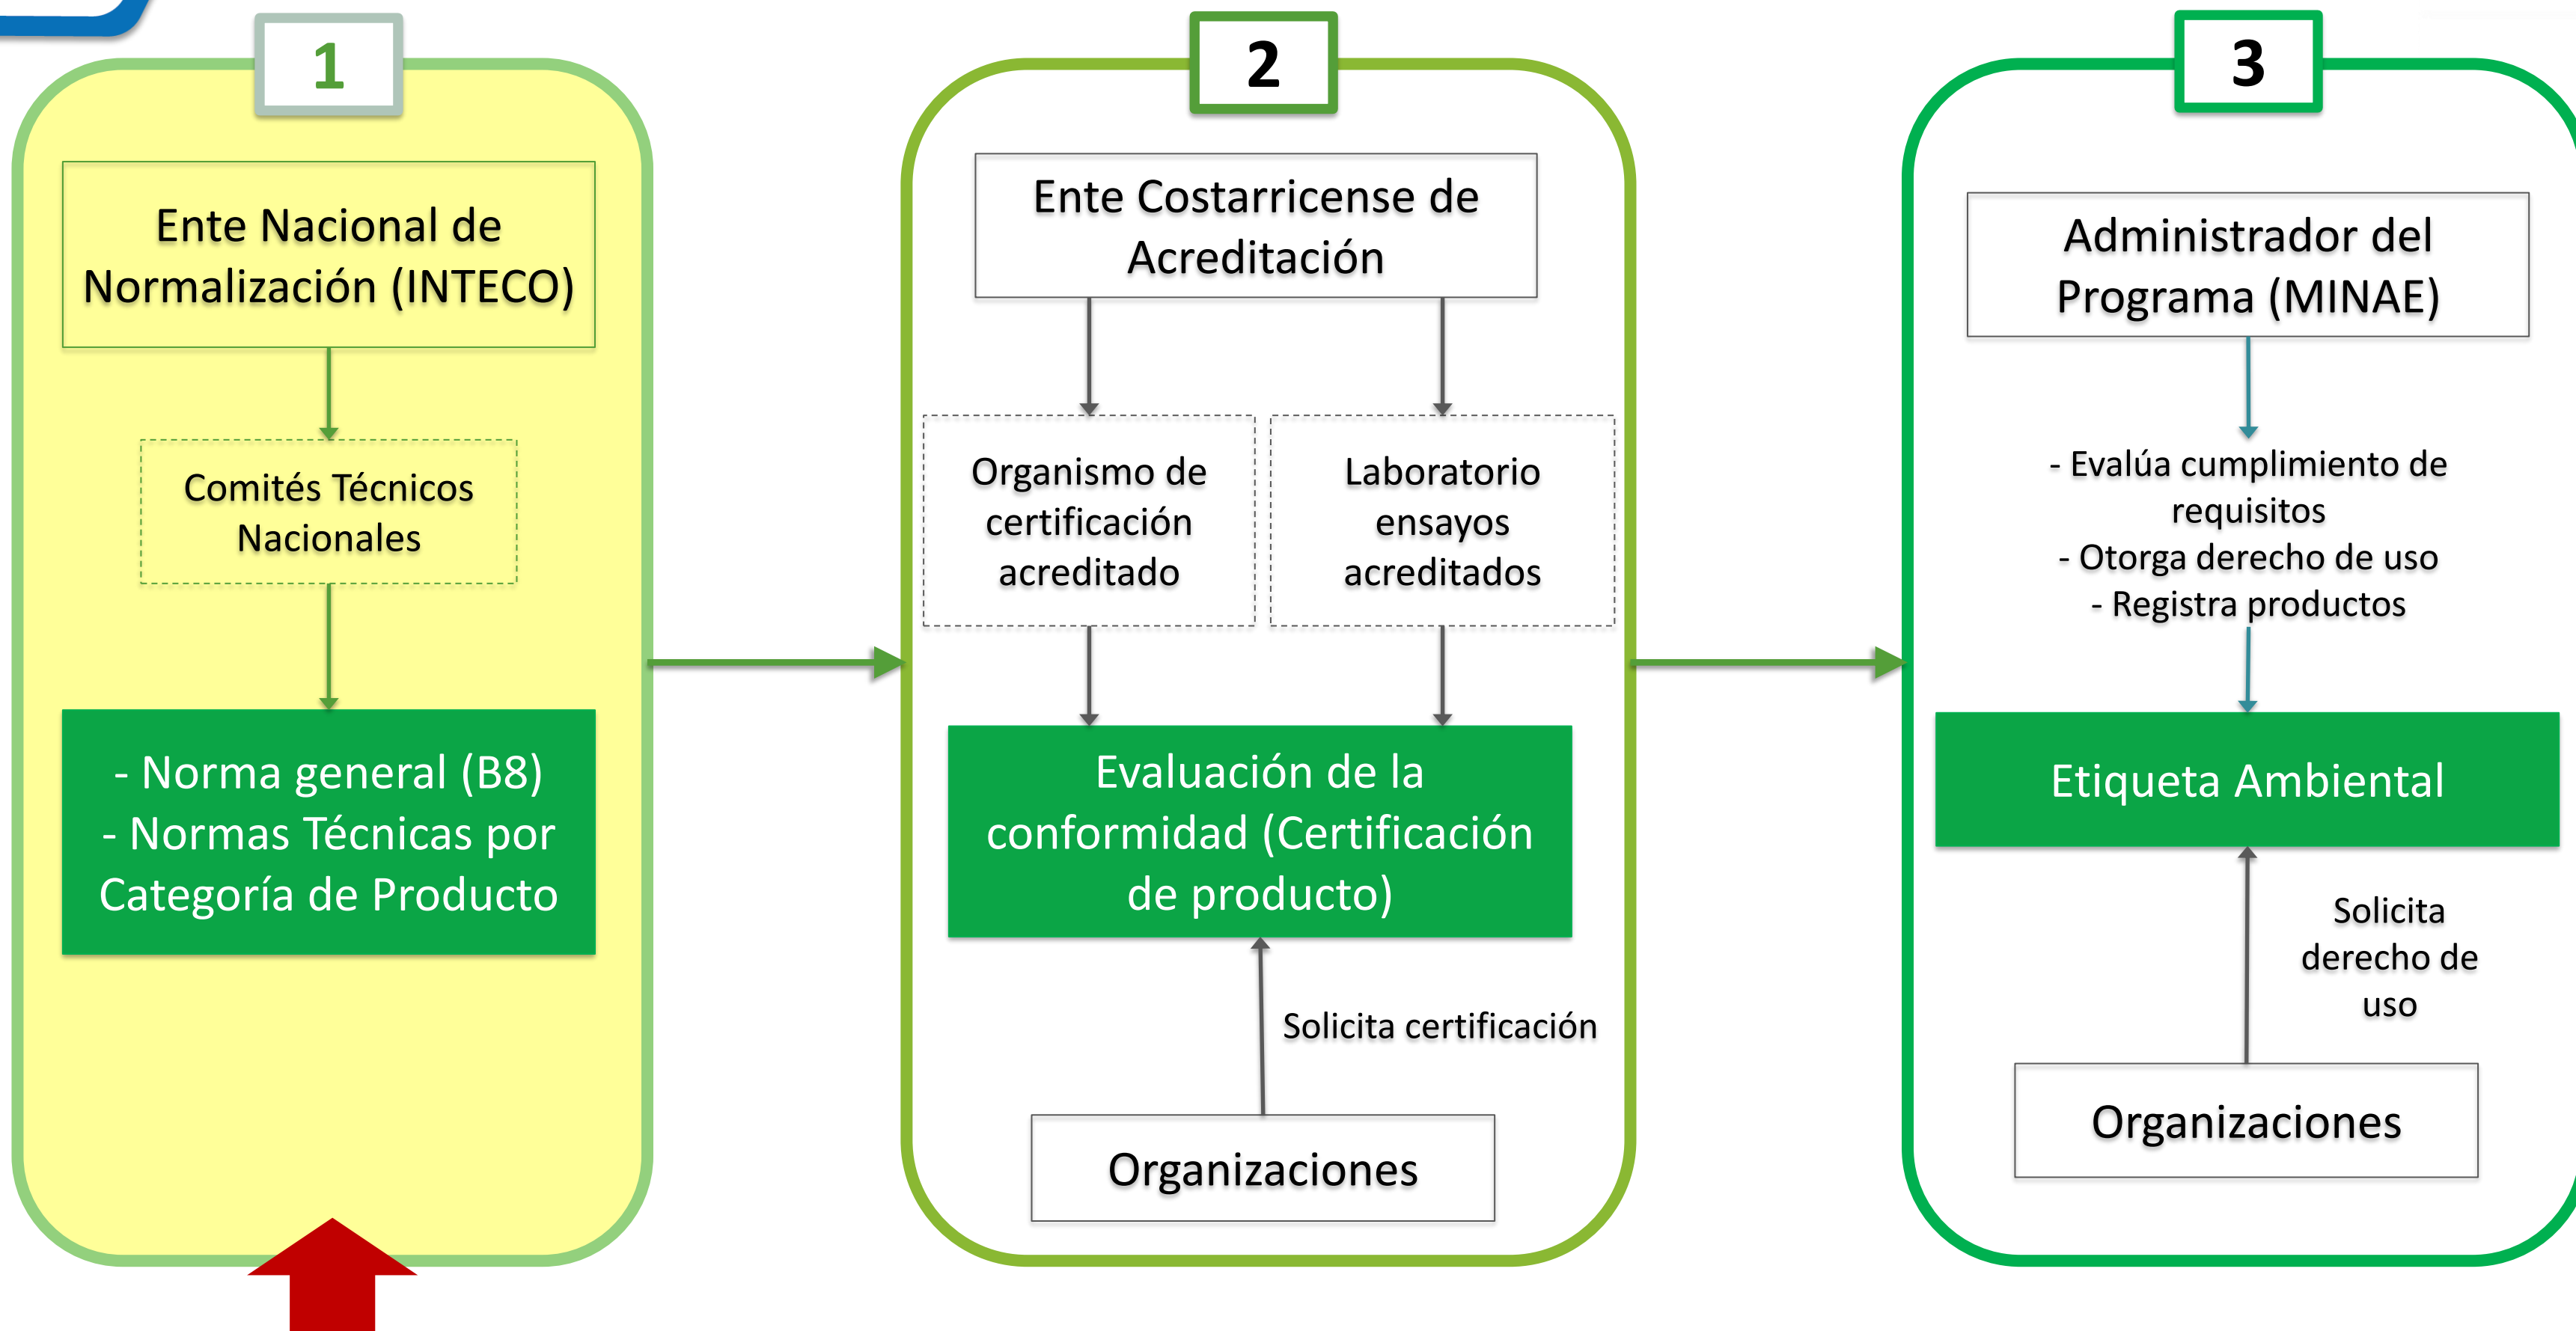 1
Ente Nacional de
Normalización (INTECO)
Comités Técnicos
Nacionales
- Norma general (B8)
- Normas Técnicas por
Categoría de Producto
2
Ente Costarricense de
Acreditación
Organismo de
certificación
acreditado
Laboratorio
ensayos
acreditados
Evaluación de la
conformidad (Certificación
de producto)
Solicita certificación
Organizaciones
3
Administrador del
Programa (MINAE)
- Evalúa cumplimiento de
requisitos
- Otorga derecho de uso
- Registra productos
Etiqueta Ambiental
Solicita
derecho de
uso
Organizaciones